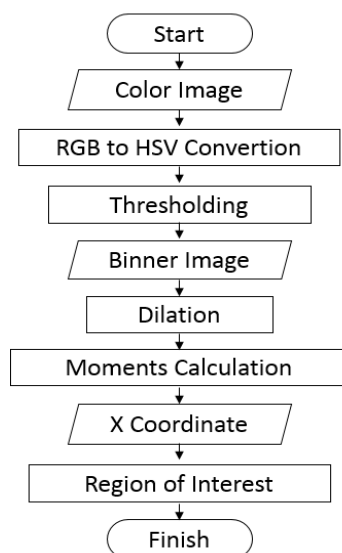 Start
Color Image
RGB to HSV Convertion
Thresholding
Binner Image
Dilation
Moments Calculation
X Coordinate
Region of Interest
Finish